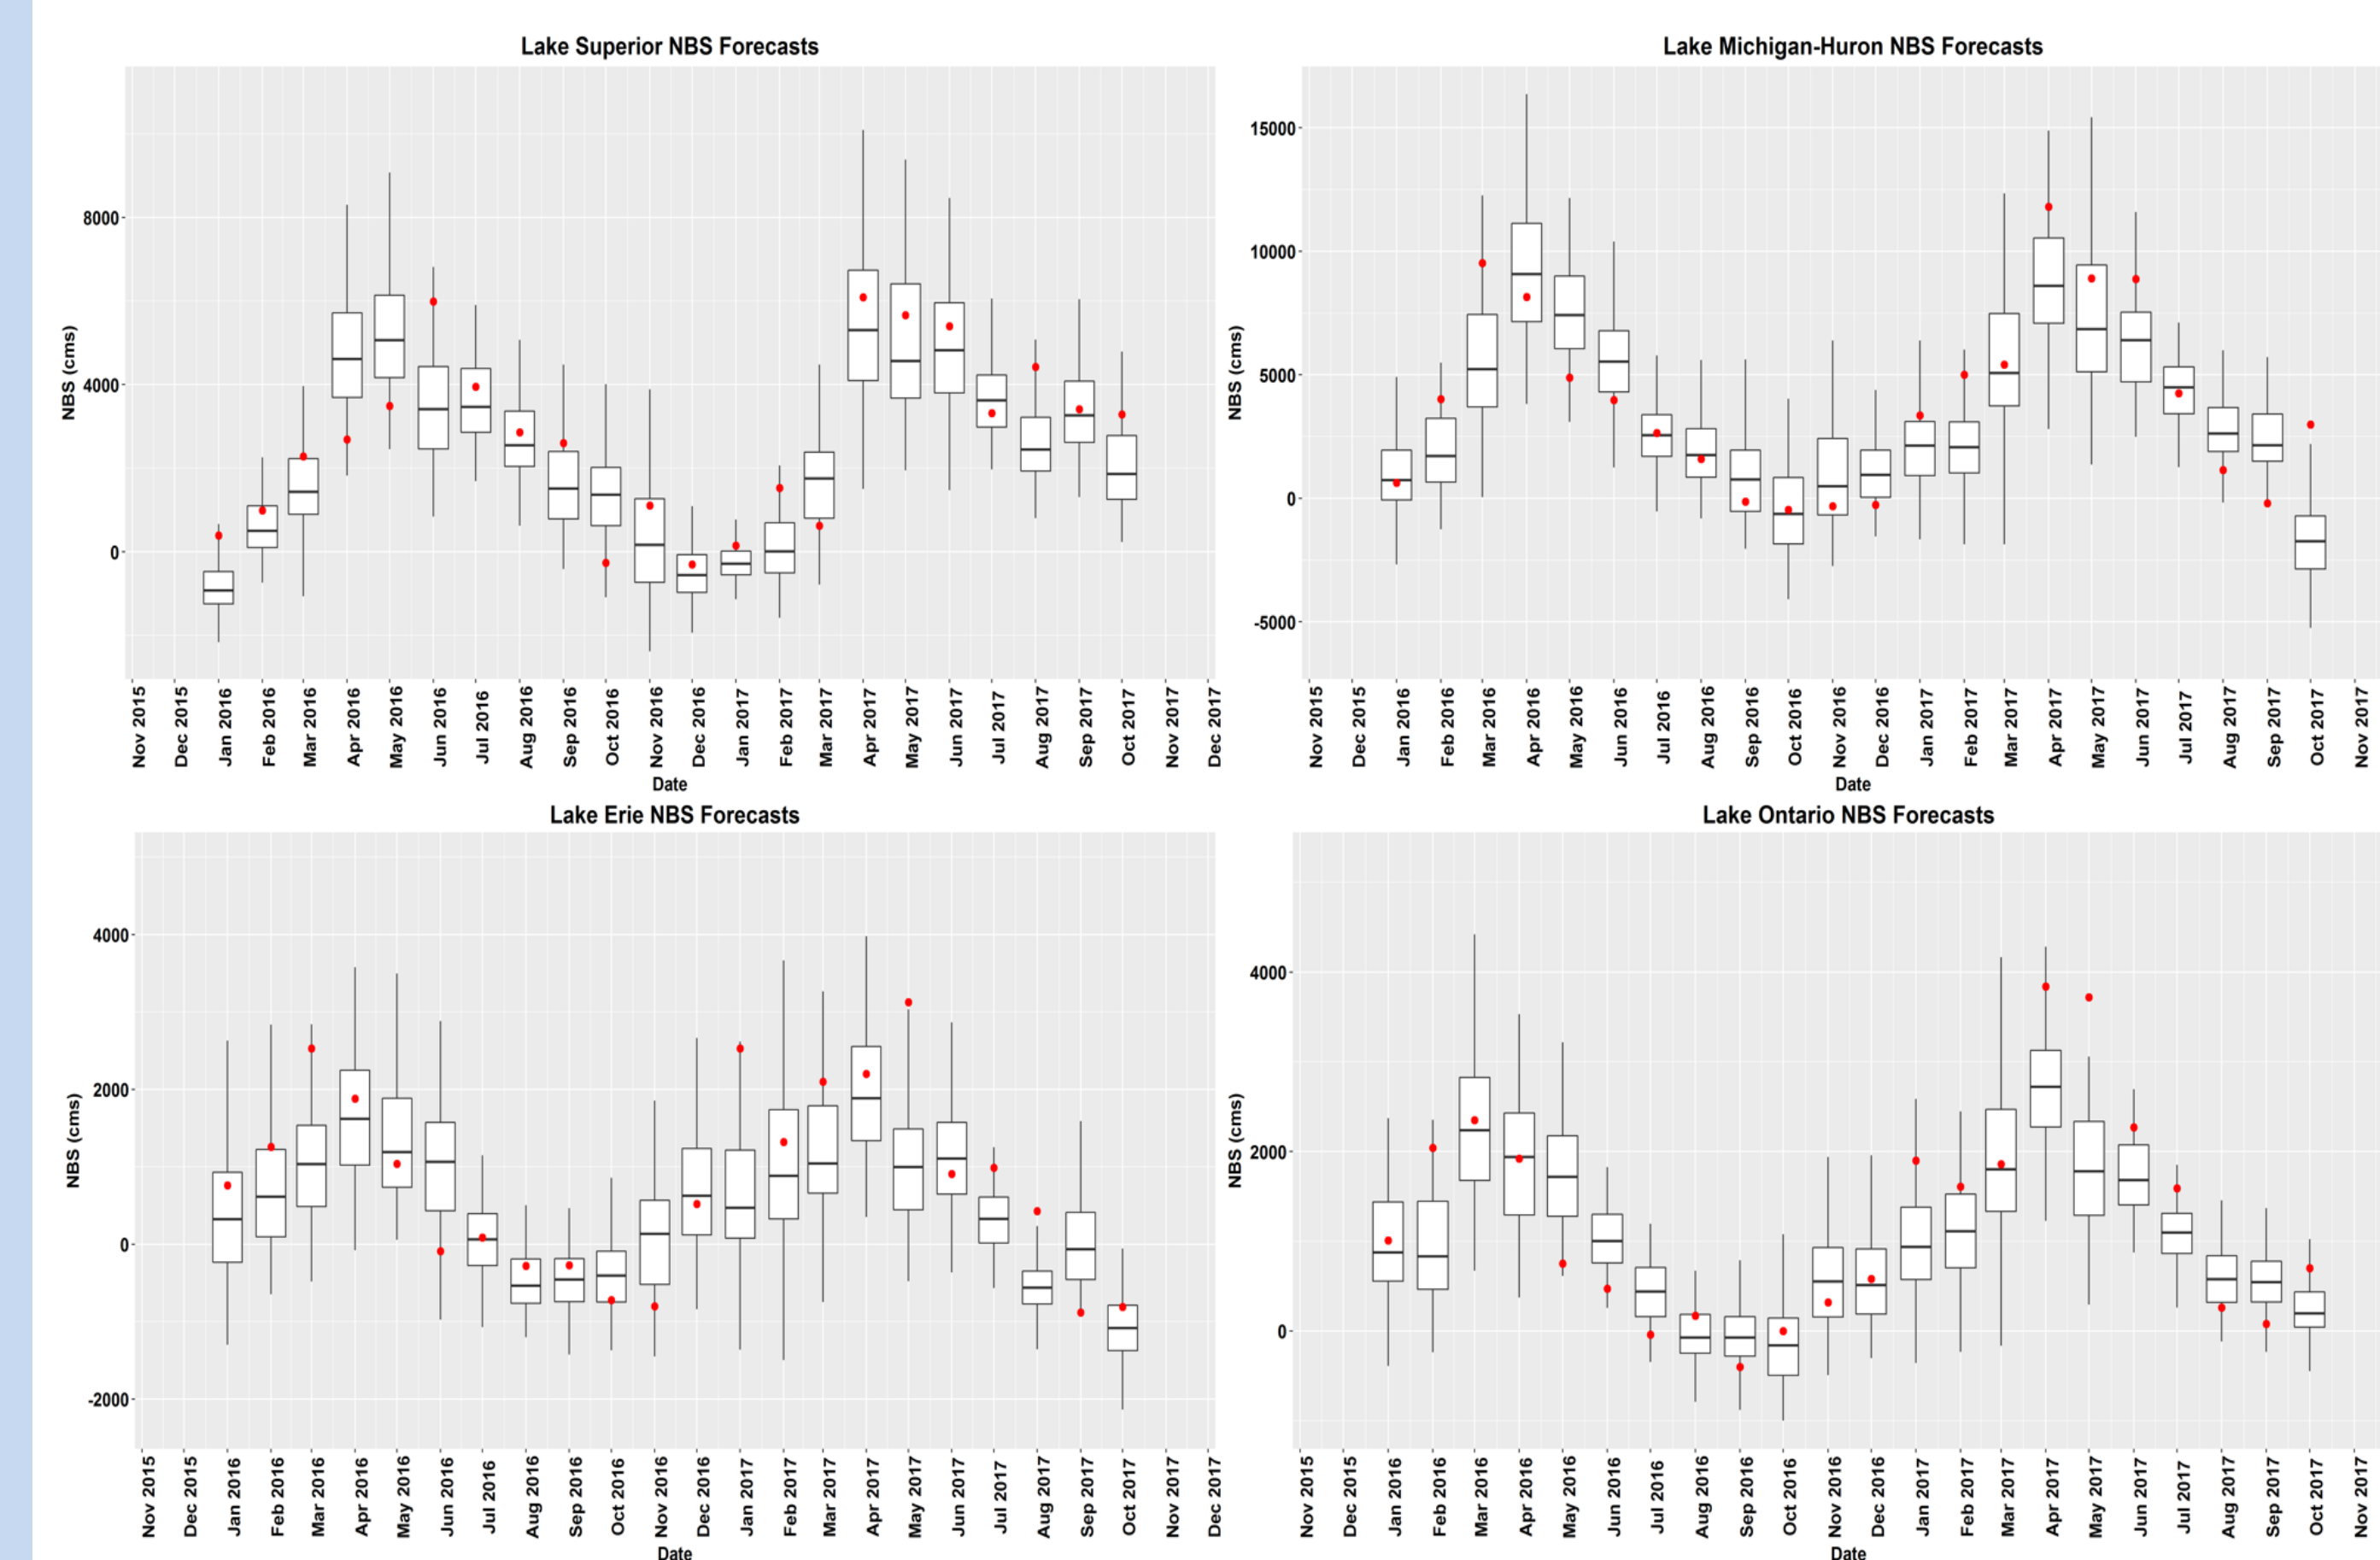 Lake Superior NBS Forecasts
NBS (cms)
8000
4000
0
Nov 2015
Dec 2015
Jan 2016
Feb 2016
Mar 2016
Apr 2016
May 2016
Jun 2016
Jul 2016
Aug 2016
Sep 2016
Oct 2016
Nov 2016
Dec 2016
Jan 2017
Feb 2017
Mar 2017
Apr 2017
May 2017
Jun 2017
Jul 2017
Aug 2017
Sep 2017
Oct 2017
Nov 2017
Dec 2017
Date
Lake Michigan-Huron NBS Forecasts
NBS (cms)
15000
10000
5000
0
-5000
Nov 2015
Dec 2015
Jan 2016
Feb 2016
Mar 2016
Apr 2016
May 2016
Jun 2016
Jul 2016
Aug 2016
Sep 2016
Oct 2016
Nov 2016
Dec 2016
Jan 2017
Feb 2017
Mar 2017
Apr 2017
May 2017
Jun 2017
Jul 2017
Aug 2017
Sep 2017
Oct 2017
Nov 2017
Date
Lake Erie NBS Forecasts
NBS (cms)
4000
2000
0
-2000
Nov 2015
Dec 2015
Jan 2016
Feb 2016
Mar 2016
Apr 2016
May 2016
Jun 2016
Jul 2016
Aug 2016
Sep 2016
Oct 2016
Nov 2016
Dec 2016
Jan 2017
Feb 2017
Mar 2017
Apr 2017
May 2017
Jun 2017
Jul 2017
Aug 2017
Sep 2017
Oct 2017
Nov 2017
Dec 2017
Date
Lake Ontario NBS Forecasts
NBS (cms)
4000
2000
0
Nov 2015
Dec 2015
Jan 2016
Feb 2016
Mar 2016
Apr 2016
May 2016
Jun 2016
Jul 2016
Aug 2016
Sep 2016
Oct 2016
Nov 2016
Dec 2016
Jan 2017
Feb 2017
Mar 2017
Apr 2017
May 2017
Jun 2017
Jul 2017
Aug 2017
Sep 2017
Oct 2017
Nov 2017
Date